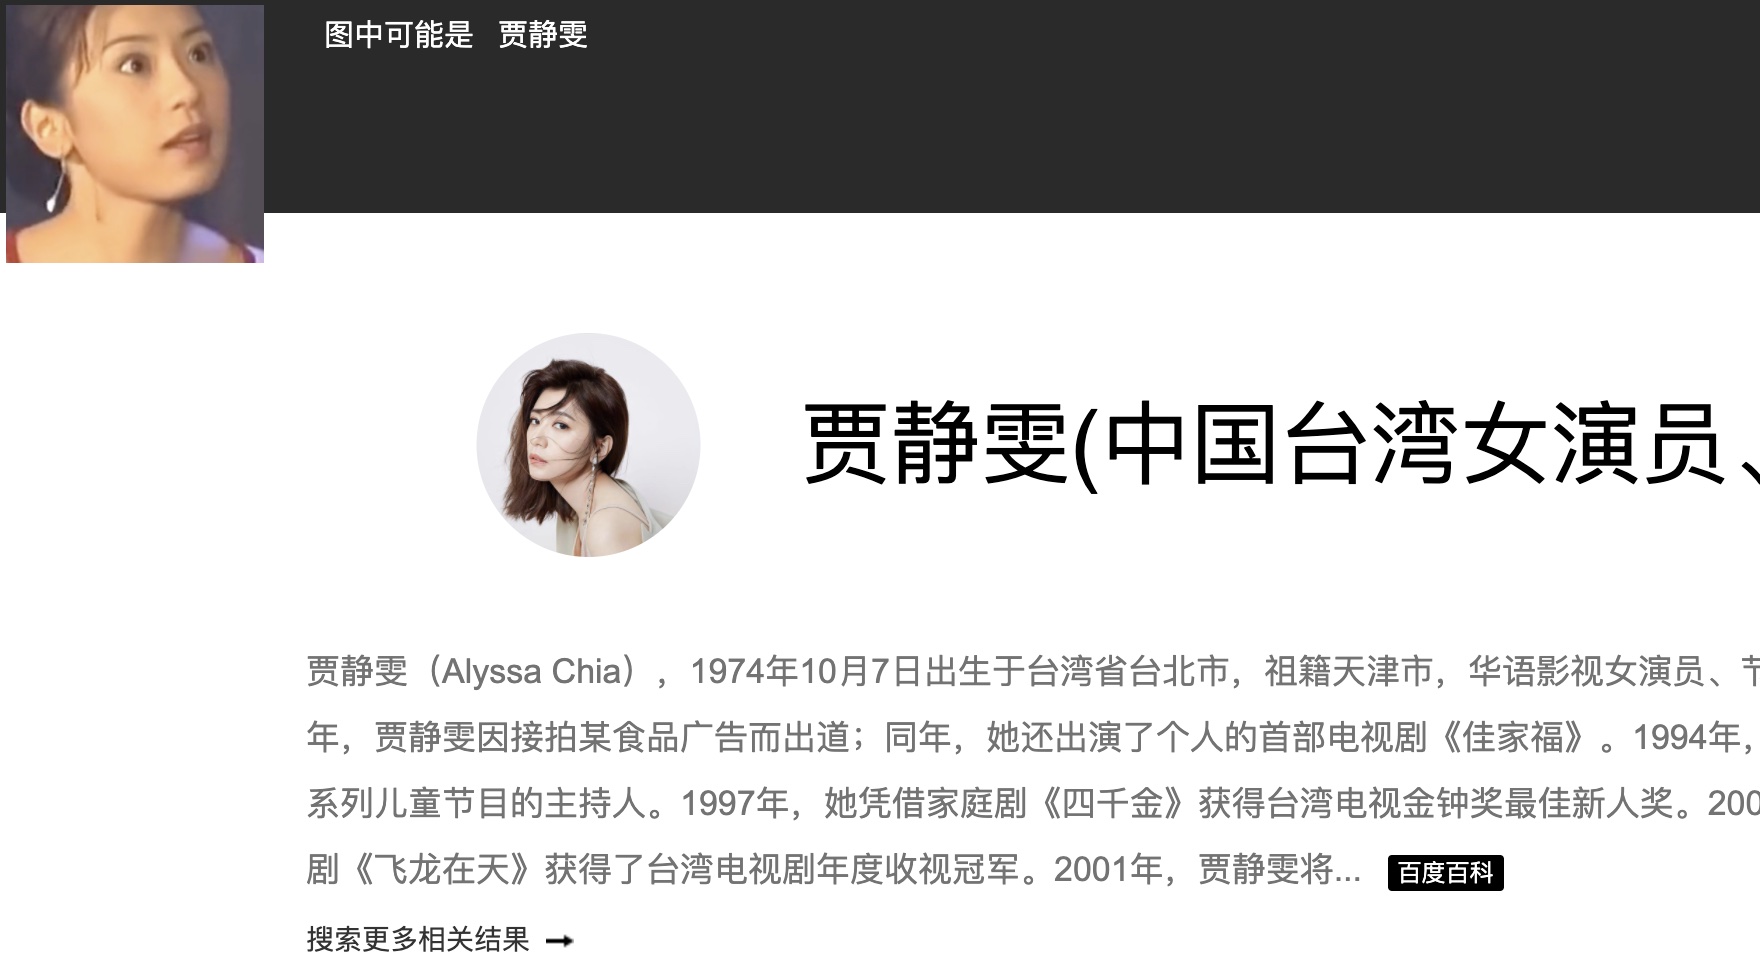 图中可能是 贾静雯
贾静雯(中国台湾女演员、
贾静雯（Alyssa Chia），1974年10月7日出生于台湾省台北市，祖籍天津市，华语影视女演员、节
年，贾静雯因接拍某食品广告而出道；同年，她还出演了个人的首部电视剧《佳家福》。1994年，
系列儿童节目的主持人。1997年，她凭借家庭剧《四千金》获得台湾电视金钟奖最佳新人奖。200
剧《飞龙在天》获得了台湾电视剧年度收视冠军。2001年，贾静雯将... 百度百科
搜索更多相关结果 →